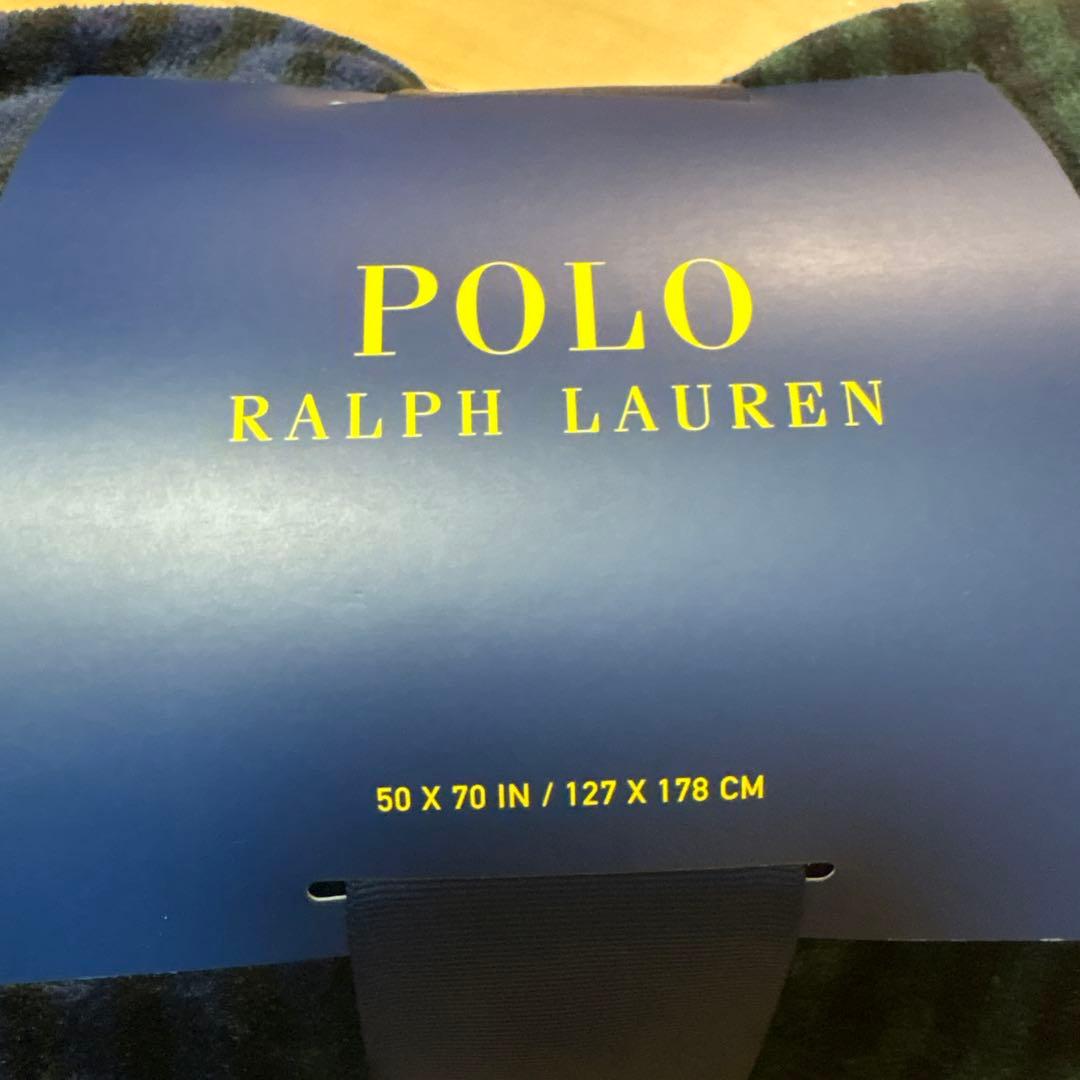 POLO
RALPH LAUREN
50 X 70 IN / 127 X 178 CM